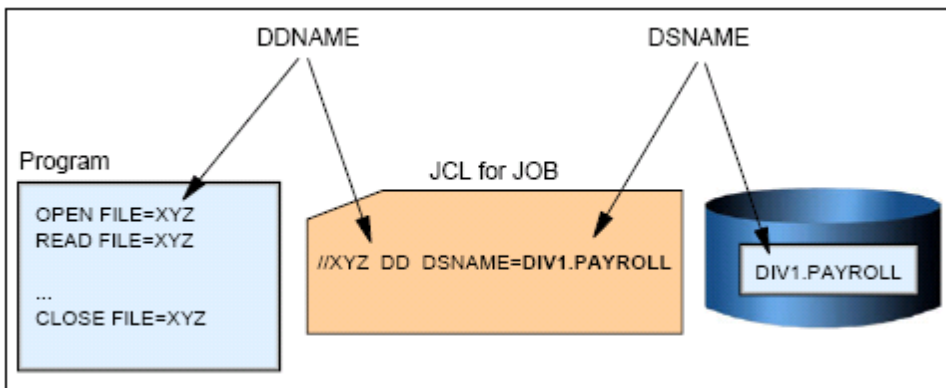 DDNAME
DSNAME
Program
OPEN FILE=XYZ
READ FILE=XYZ
...
CLOSE FILE=XYZ
JCL for JOB
//XYZ DD DSNAME=DIV1.PAYROLL
DIV1.PAYROLL